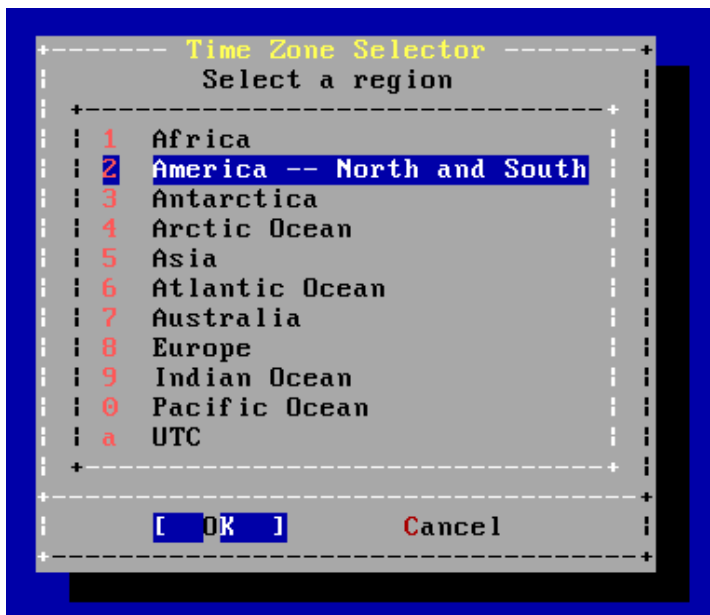 Time Zone Selector
Select a region
1 Africa
2 America -- North and South
3 Antarctica
4 Arctic Ocean
5 Asia
6 Atlantic Ocean
7 Australia
8 Europe
9 Indian Ocean
0 Pacific Ocean
a UTC
[ OK ] Cancel